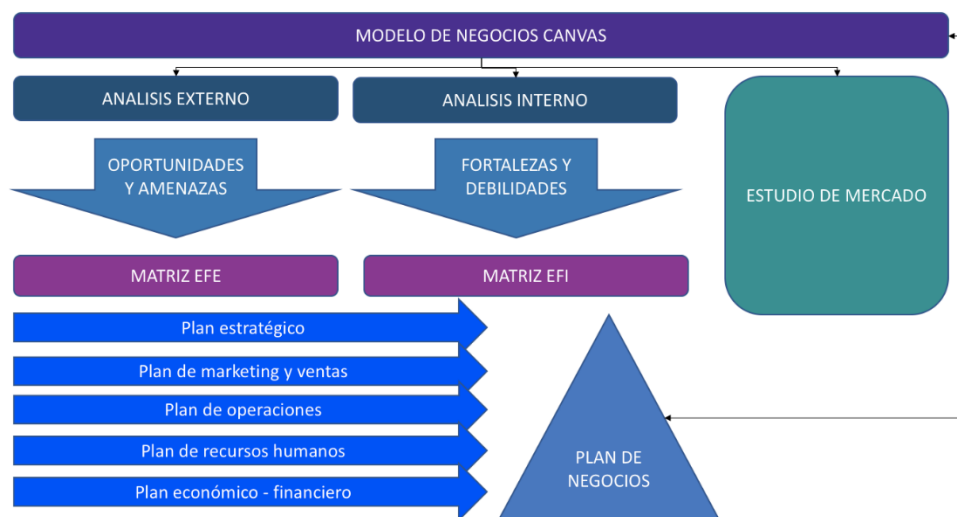 MODELO DE NEGOCIOS CANVAS
ANALISIS EXTERNO
ANALISIS INTERNO
OPORTUNIDADES
Y AMENAZAS
FORTALEZAS Y
DEBILIDADES
ESTUDIO DE MERCADO
MATRIZ EFE
MATRIZ EFI
Plan estratégico
Plan de marketing y ventas
Plan de operaciones
Plan de recursos humanos
Plan económico - financiero
PLAN DE
NEGOCIOS